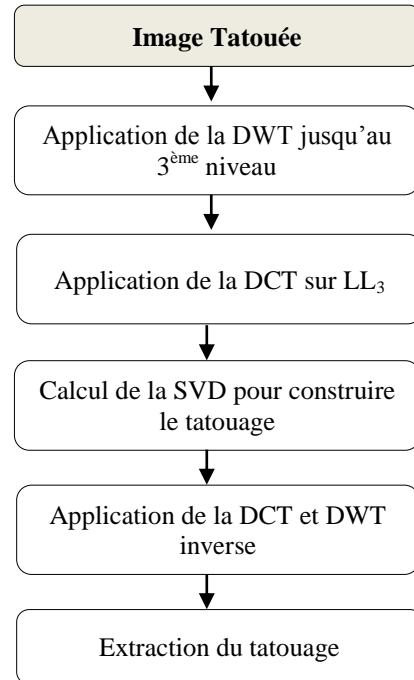 Image Tatouée
Application de la DWT jusqu'au
3ème niveau
Application de la DCT sur LL3
Calcul de la SVD pour construire
le tatouage
Application de la DCT et DWT
inverse
Extraction du tatouage